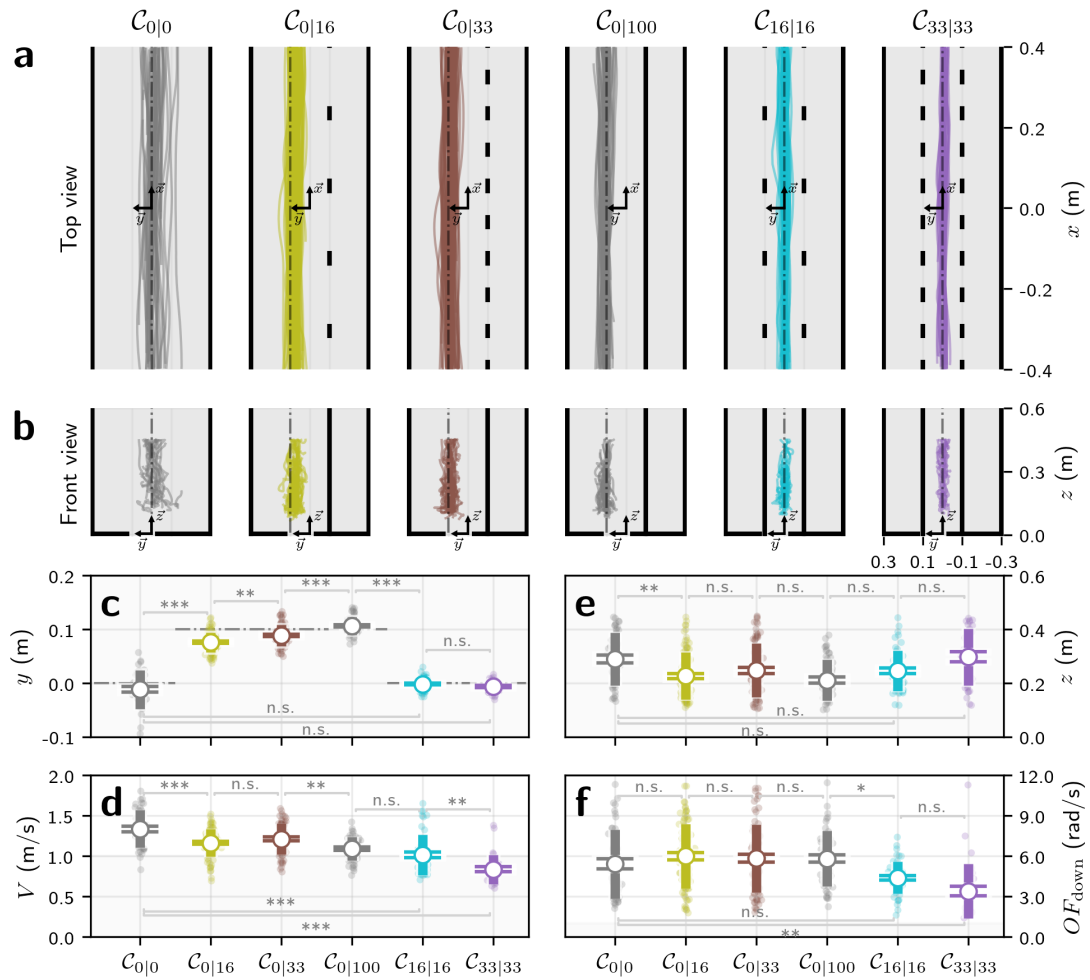 C0|0 C0|16 C0|33 C0|100 C16|16 C33|33
a
Top view
x⃗ x⃗ x⃗ x⃗ x⃗ x⃗
y⃗ y⃗ y⃗ y⃗ y⃗ y⃗
0.4
0.2
0.0
-0.2
-0.4
x (m)
b
Front view
z⃗ z⃗ z⃗ z⃗ z⃗ z⃗
y⃗ y⃗ y⃗ y⃗ y⃗ y⃗
0.6
0.3
0.0
z (m)
0.3 0.1 -0.1 -0.3
c
y (m)
0.2
0.1
0.0
-0.1
*** ** *** ***
n.s.
n.s.
n.s.
e
** n.s. n.s. n.s. n.s.
n.s.
n.s.
0.6
0.4
0.2
0.0
z (m)
d
V (m/s)
2.0
1.5
1.0
0.5
0.0
*** n.s. ** n.s. **
***
***
f
n.s. n.s. n.s. * n.s.
n.s.
**
12.0
9.0
6.0
3.0
0.0
OFdown (rad/s)
C0|0 C0|16 C0|33 C0|100 C16|16 C33|33
C0|0 C0|16 C0|33 C0|100 C16|16 C33|33